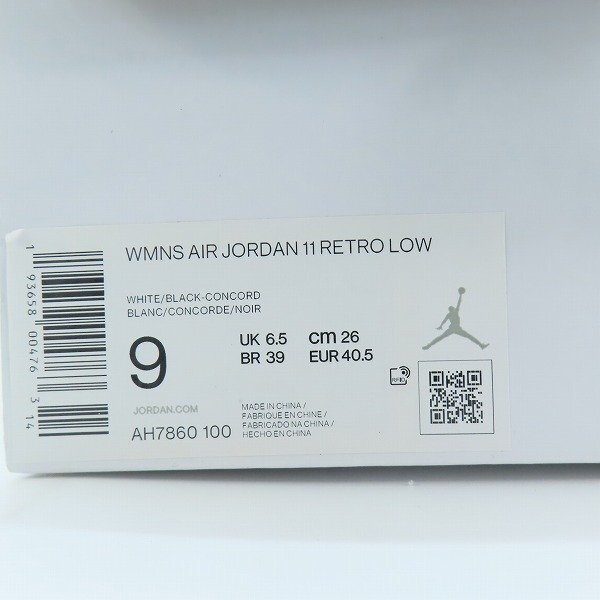 WMNS AIR JORDAN 11 RETRO LOW
WHITE/BLACK-CONCORD
BLANC/CONCORDE/NOIR
9
UK 6.5 cm 26
BR 39 EUR 40.5
RFID
JORDAN.COM
AH7860 100
MADE IN CHINA /
FABRIQUE EN CHINE /
FABRICADO NA CHINA /
HECHO EN CHINA
1 93658 00476 3 14